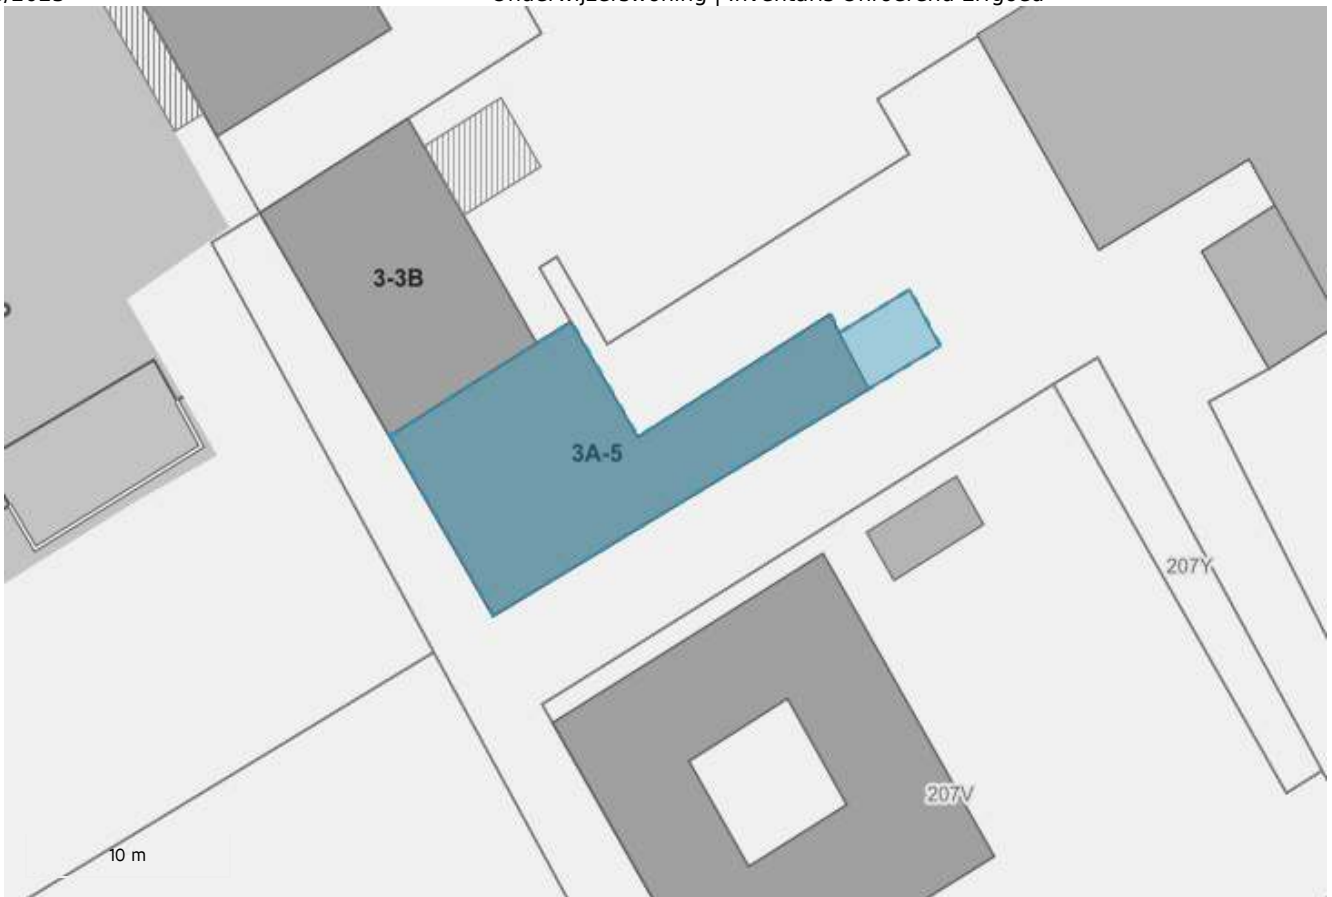 Onderwijzerswoning | Inventaris Onroerend Erfgoed
3-3B
3A-5
207Y
207V
10 m